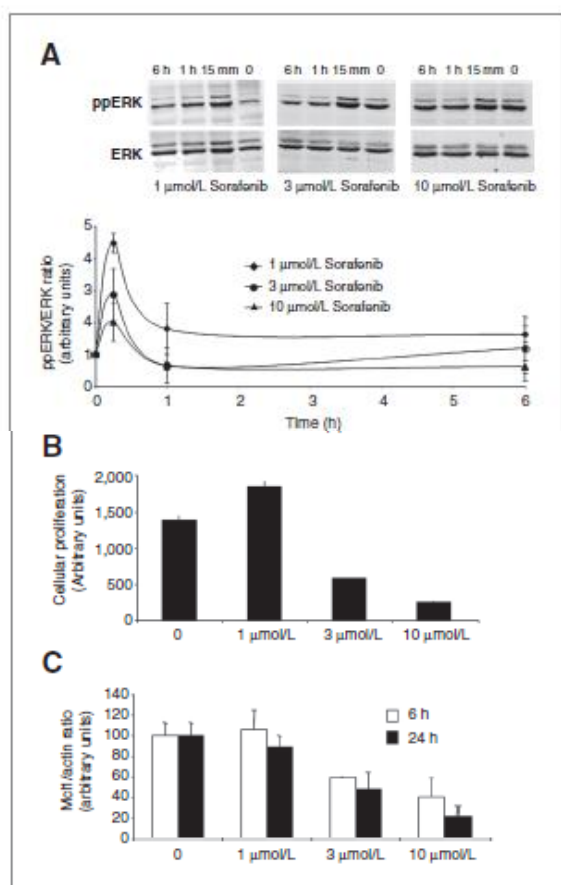 A
6 h 1 h 15 mm 0
6 h 1 h 15 mm 0
6 h 1 h 15 mm 0
ppERK
ERK
1 µmol/L Sorafenib
3 µmol/L Sorafenib
10 µmol/L Sorafenib
ppERK/ERK ratio
(arbitrary units)
5
4
3
2
4
1
0
1 µmol/L Sorafenib
3 µmol/L Sorafenib
10 µmol/L Sorafenib
0 1 2 3 4 5 6
Time (h)
B
Cellular proliferation
(Arbitrary units)
2,000
1,500
1,000
500
0
0 1 µmol/L 3 µmol/L 10 µmol/L
C
Mcl1/actin ratio
(arbitrary units)
140
120
100
80
60
40
20
0
6 h
24 h
0 1 µmol/L 3 µmol/L 10 µmol/L